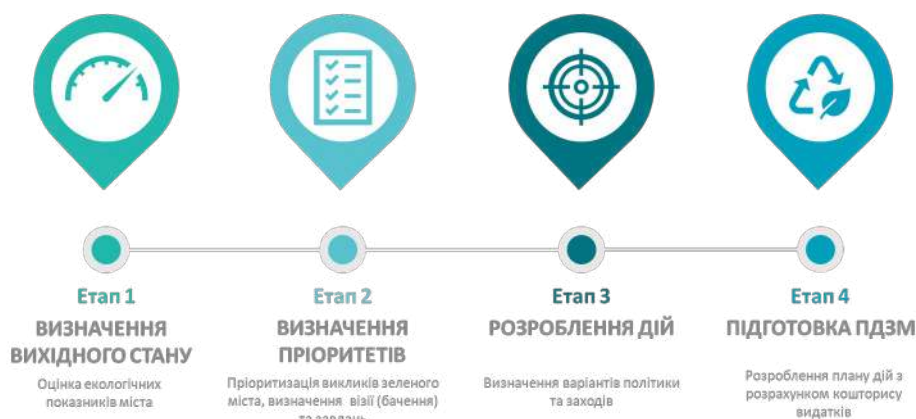 Етап 1
ВИЗНАЧЕННЯ
ВИХІДНОГО СТАНУ
Оцінка екологічних
показників міста
Етап 2
ВИЗНАЧЕННЯ
ПРІОРИТЕТІВ
Пріоритизація викликів зеленого
міста, визначення візії (бачення)
та завдань
Етап 3
РОЗРОБЛЕННЯ ДІЙ
Визначення варіантів політики
та заходів
Етап 4
ПІДГОТОВКА ПДЗМ
Розроблення плану дій з
розрахунком кошторису
видатків